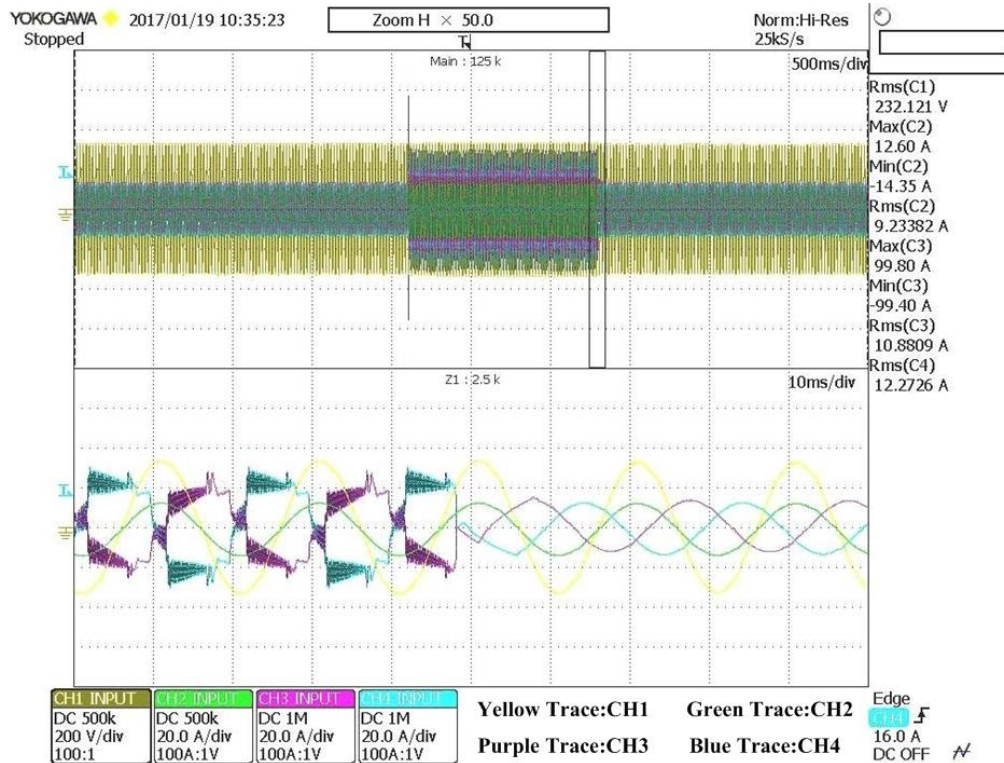 YOKOGAWA 2017/01/19 10:35:23
Stopped
Zoom H × 50.0
Norm:Hi-Res
25kS/s
T
Main : 125 k
500ms/div
Rms(C1)
232.121 V
Max(C2)
12.60 A
Min(C2)
-14.35 A
Rms(C2)
9.23382 A
Max(C3)
99.80 A
Min(C3)
-99.40 A
Rms(C3)
10.8809 A
Rms(C4)
12.2726 A
Z1 : 2.5 k
10ms/div
CH1 INPUT
DC 500k
200 V/div
100:1
CH2 INPUT
DC 500k
20.0 A/div
100A:1V
CH3 INPUT
DC 1M
20.0 A/div
100A:1V
CH4 INPUT
DC 1M
20.0 A/div
100A:1V
Yellow Trace:CH1 Green Trace:CH2
Purple Trace:CH3 Blue Trace:CH4
Edge
CH4
16.0 A
DC OFF